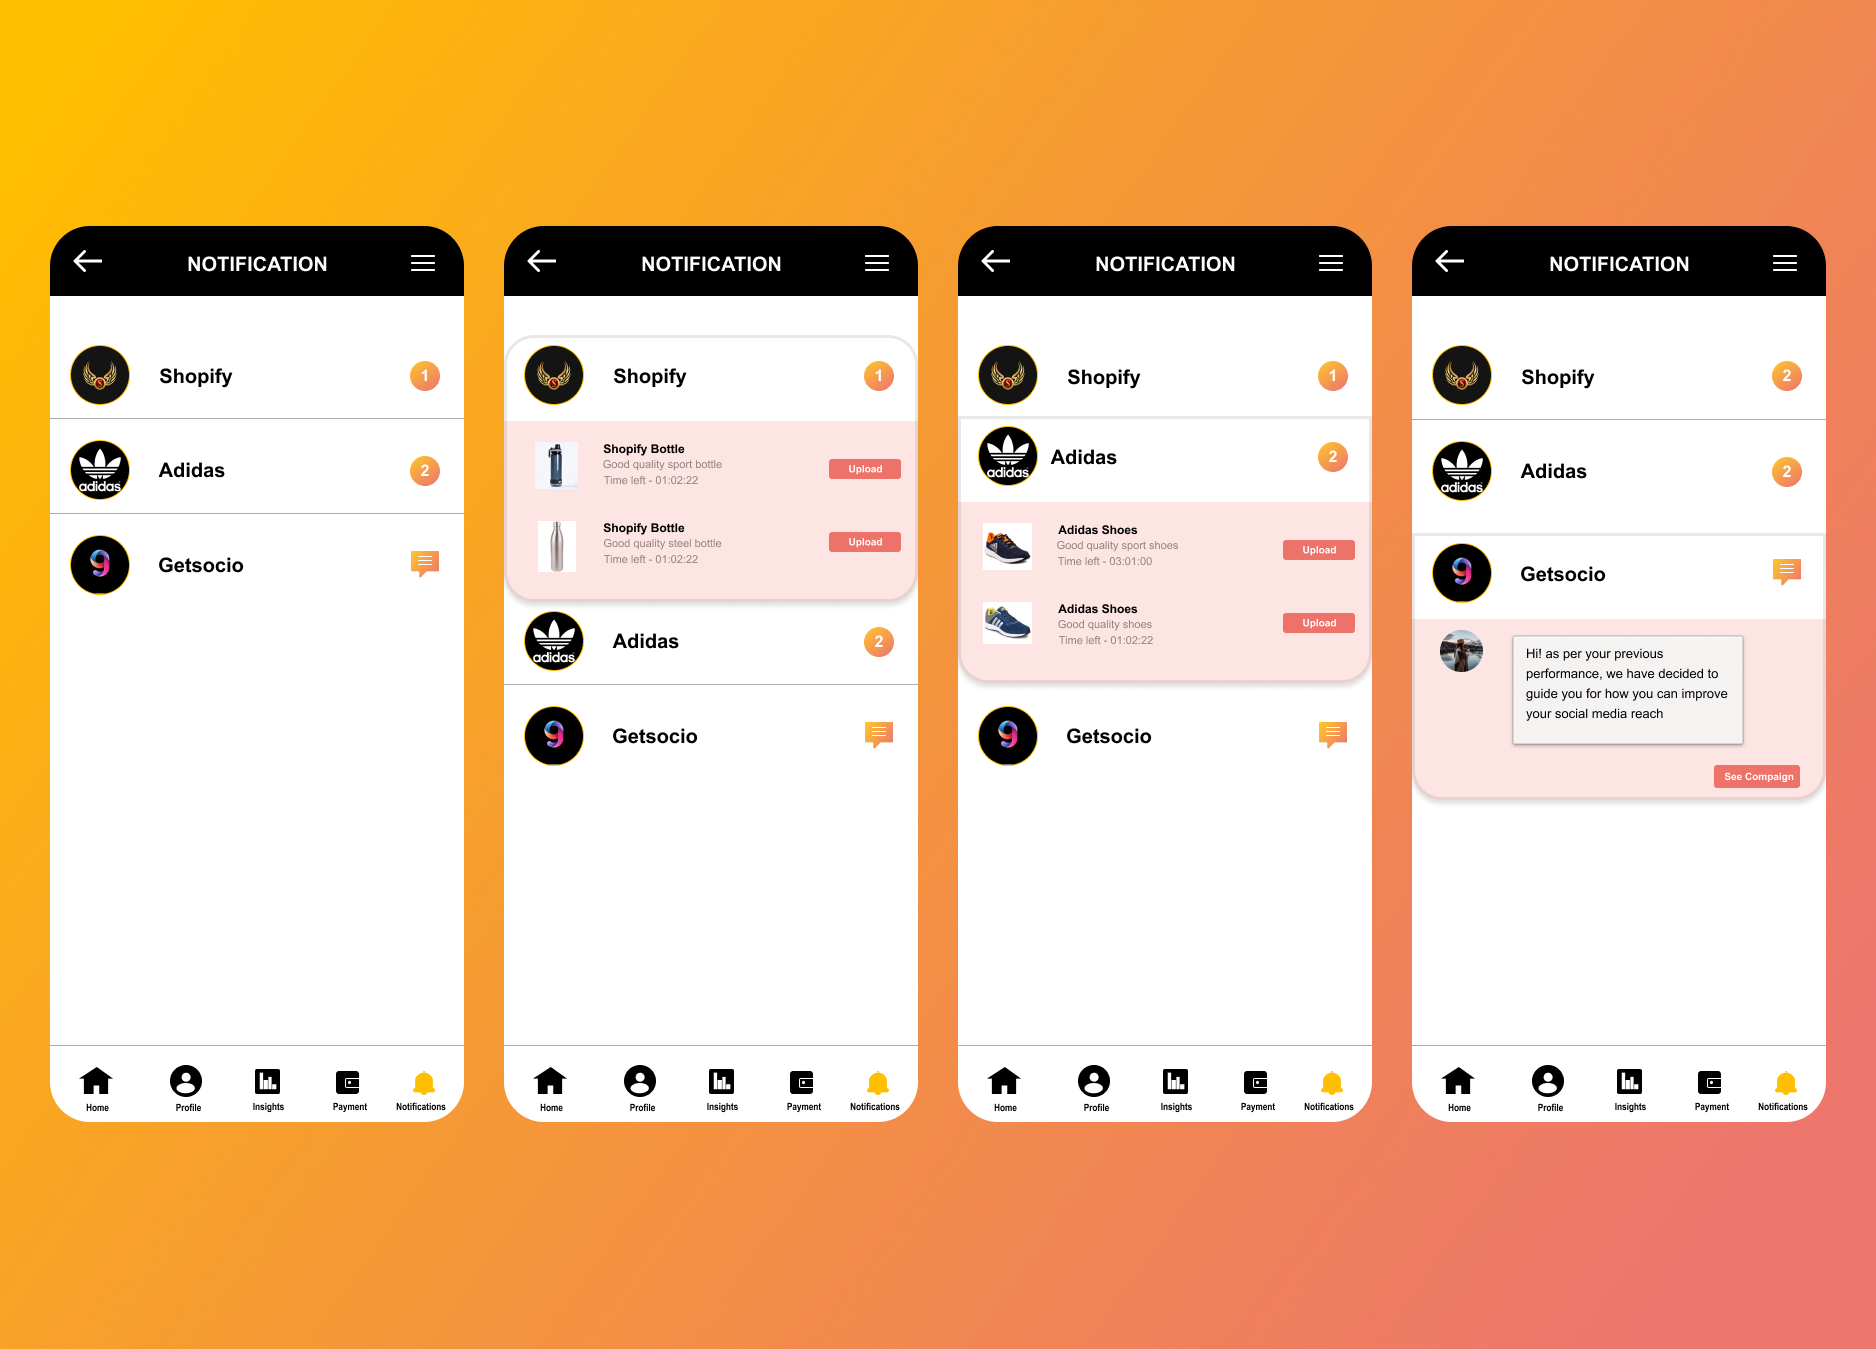 NOTIFICATION
Shopify
1
adidas
Adidas
2
Getsocio
Home
Profile
Insights
Payment
Notifications
NOTIFICATION
Shopify
1
Shopify Bottle
Good quality sport bottle
Time left - 01:02:22
Upload
Shopify Bottle
Good quality steel bottle
Time left - 01:02:22
Upload
adidas
Adidas
2
Getsocio
Home
Profile
Insights
Payment
Notifications
NOTIFICATION
Shopify
1
adidas
Adidas
2
Adidas Shoes
Good quality sport shoes
Time left - 03:01:00
Upload
Adidas Shoes
Good quality shoes
Time left - 01:02:22
Upload
Getsocio
Home
Profile
Insights
Payment
Notifications
NOTIFICATION
Shopify
2
adidas
Adidas
2
Getsocio
Hi! as per your previous
performance, we have decided to
guide you for how you can improve
your social media reach
See Compaign
Home
Profile
Insights
Payment
Notifications